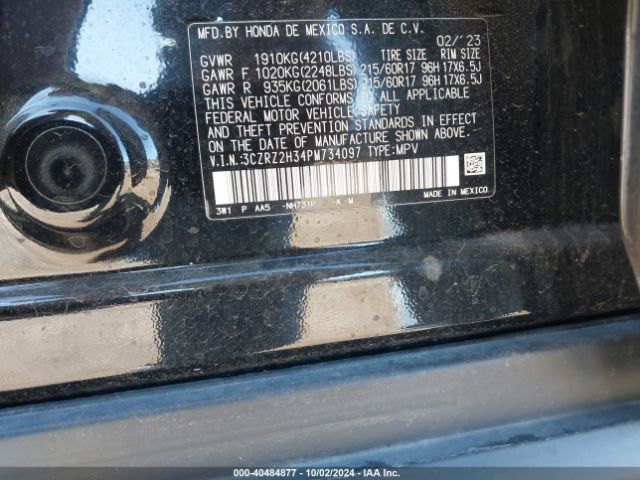 MFD.BY HONDA DE MEXICO S.A. DE C.V.
02/'23
GVWR 1910KG(4210LBS) TIRE SIZE RIM SIZE
GAWR F 1020KG(2248LBS) 215/60R17 96H 17X6.5J
GAWR R 935KG(2061LBS) 215/60R17 96H 17X6.5J
THIS VEHICLE CONFORMS TO ALL APPLICABLE
FEDERAL MOTOR VEHICLE SAFETY
AND THEFT PREVENTION STANDARDS IN EFFECT
ON THE DATE OF MANUFACTURE SHOWN ABOVE.
V.I.N.:3CZRZ2H34PM734097 TYPE:MPV
3W1 P AA5 -NH731P -A-M MADE IN MEXICO
00-40484877 - 10/02/2024 - Copyright IAA, Inc.